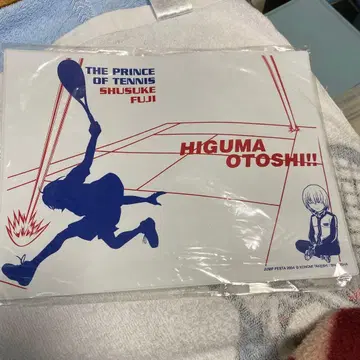 THE PRINCE
OF TENNIS
SHUSUKE
FUJI
HIGUMA
OTOSHI!!